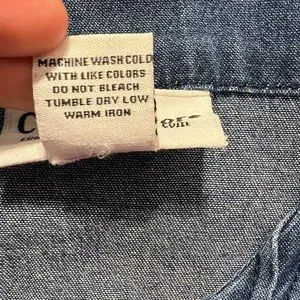 MACHINE WASH COLD
WITH LIKE COLORS
DO NOT BLEACH
TUMBLE DRY LOW
WARM IRON